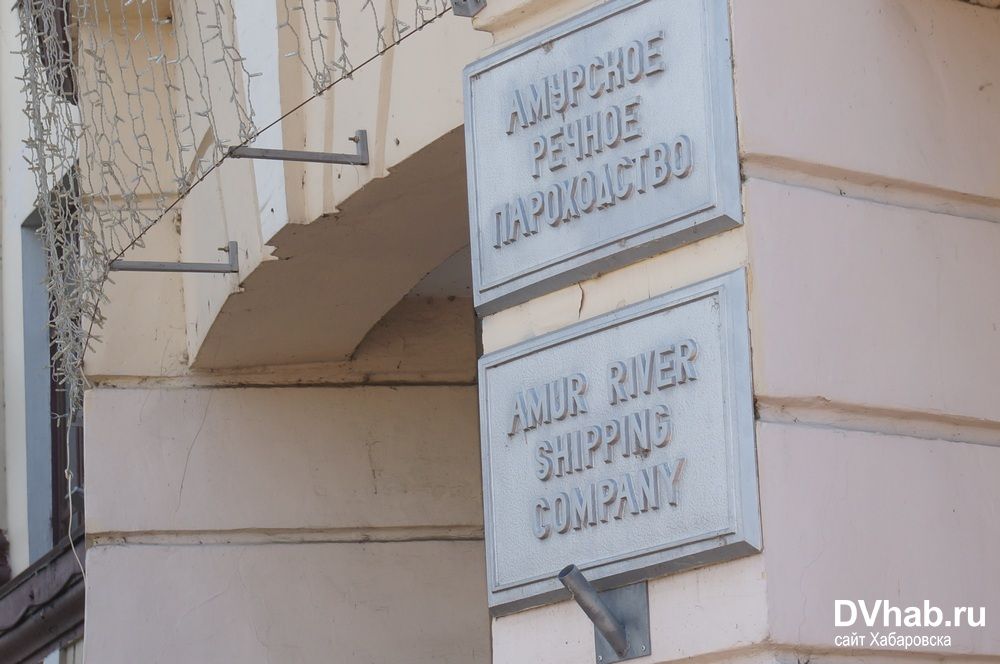 АМУРСКОЕ
РЕЧНОЕ
ПАРОХОДСТВО
AMUR RIVER
SHIPPING
COMPANY
DVhab.ru
сайт Хабаровска